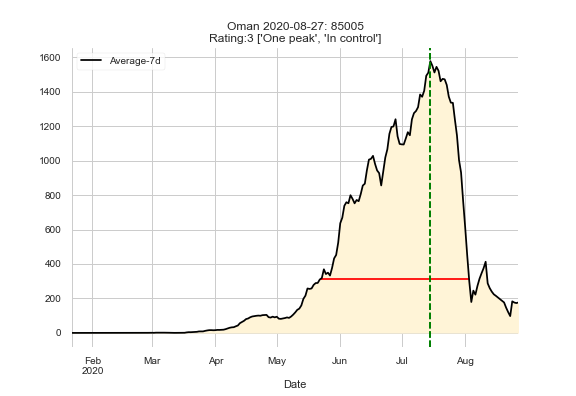 Oman 2020-08-27: 85005
Rating:3 ['One peak', 'In control']
Average-7d
1600
1400
1200
1000
800
600
400
200
0
Feb Mar Apr May Jun Jul Aug
2020
Date